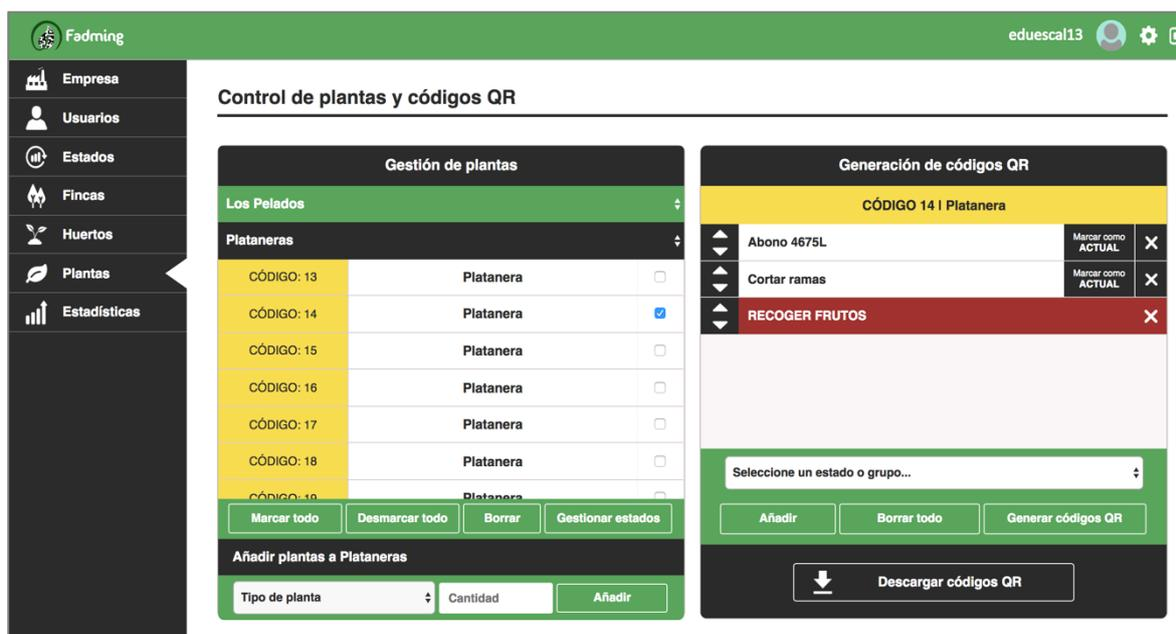 Fadming
eduescal13
Empresa
Usuarios
Estados
Fincas
Huertos
Plantas
Estadísticas
Control de plantas y códigos QR
Gestión de plantas
Los Pelados
Plataneras
CÓDIGO: 13 Platanera
CÓDIGO: 14 Platanera
CÓDIGO: 15 Platanera
CÓDIGO: 16 Platanera
CÓDIGO: 17 Platanera
CÓDIGO: 18 Platanera
CÓDIGO: 19 Platanera
Marcar todo Desmarcar todo Borrar Gestionar estados
Añadir plantas a Plataneras
Tipo de planta Cantidad Añadir
Generación de códigos QR
CÓDIGO 14 | Platanera
Abono 4675L Marcar como
ACTUAL
Cortar ramas Marcar como
ACTUAL
RECOGER FRUTOS
Seleccione un estado o grupo...
Añadir Borrar todo Generar códigos QR
Descargar códigos QR